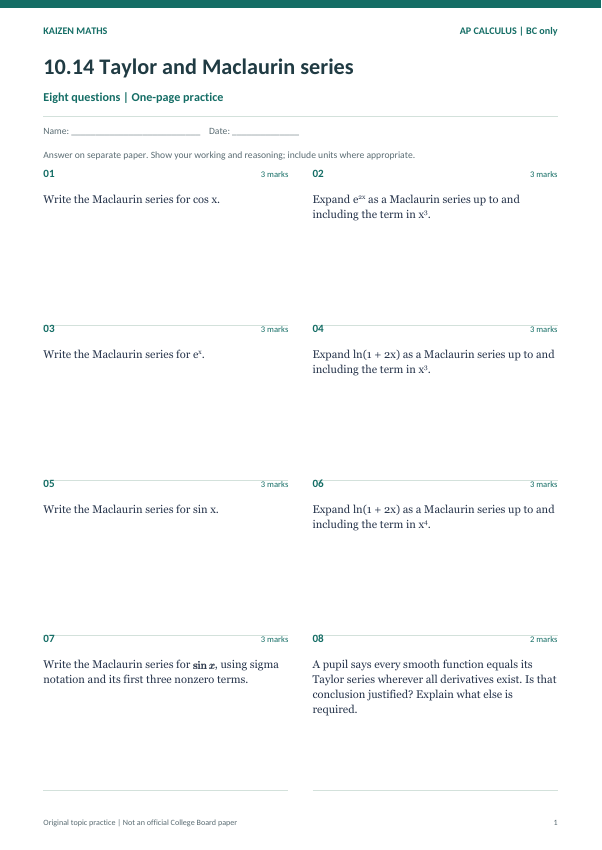 KAIZEN MATHS
AP CALCULUS | BC only
10.14 Taylor and Maclaurin series
Eight questions | One-page practice
Name: ___________________________ Date: ______________
Answer on separate paper. Show your working and reasoning; include units where appropriate.
01 3 marks
Write the Maclaurin series for cos x.
02 3 marks
Expand e²ˣ as a Maclaurin series up to and
including the term in x³.
03 3 marks
Write the Maclaurin series for eˣ.
04 3 marks
Expand ln(1 + 2x) as a Maclaurin series up to and
including the term in x³.
05 3 marks
Write the Maclaurin series for sin x.
06 3 marks
Expand ln(1 + 2x) as a Maclaurin series up to and
including the term in x⁴.
07 3 marks
Write the Maclaurin series for sin x, using sigma
notation and its first three nonzero terms.
08 2 marks
A pupil says every smooth function equals its
Taylor series wherever all derivatives exist. Is that
conclusion justified? Explain what else is
required.
Original topic practice | Not an official College Board paper
1